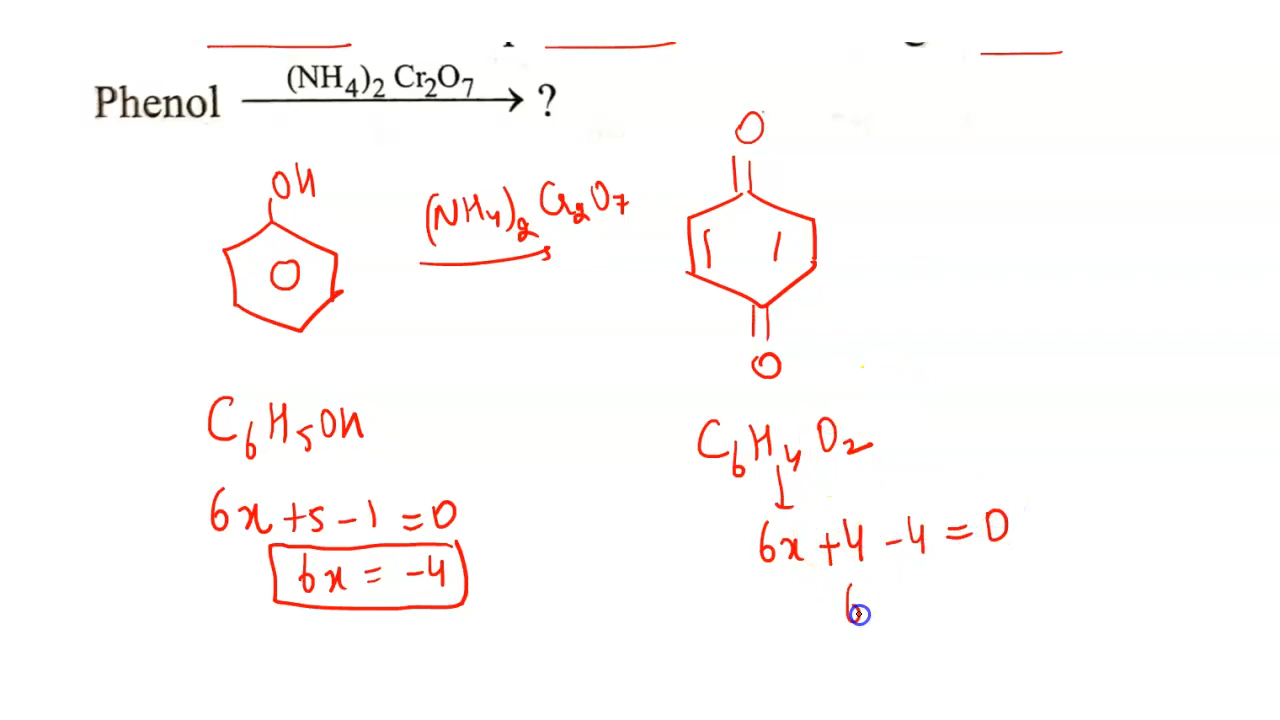 (NH4)2 Cr2O7
Phenol ?
O
OH
(NH4)2 Cr2O7
O
C6H5OH
C6H4O2
6x + 5 - 1 = 0
6x + 4 - 4 = 0
6x = -4
6